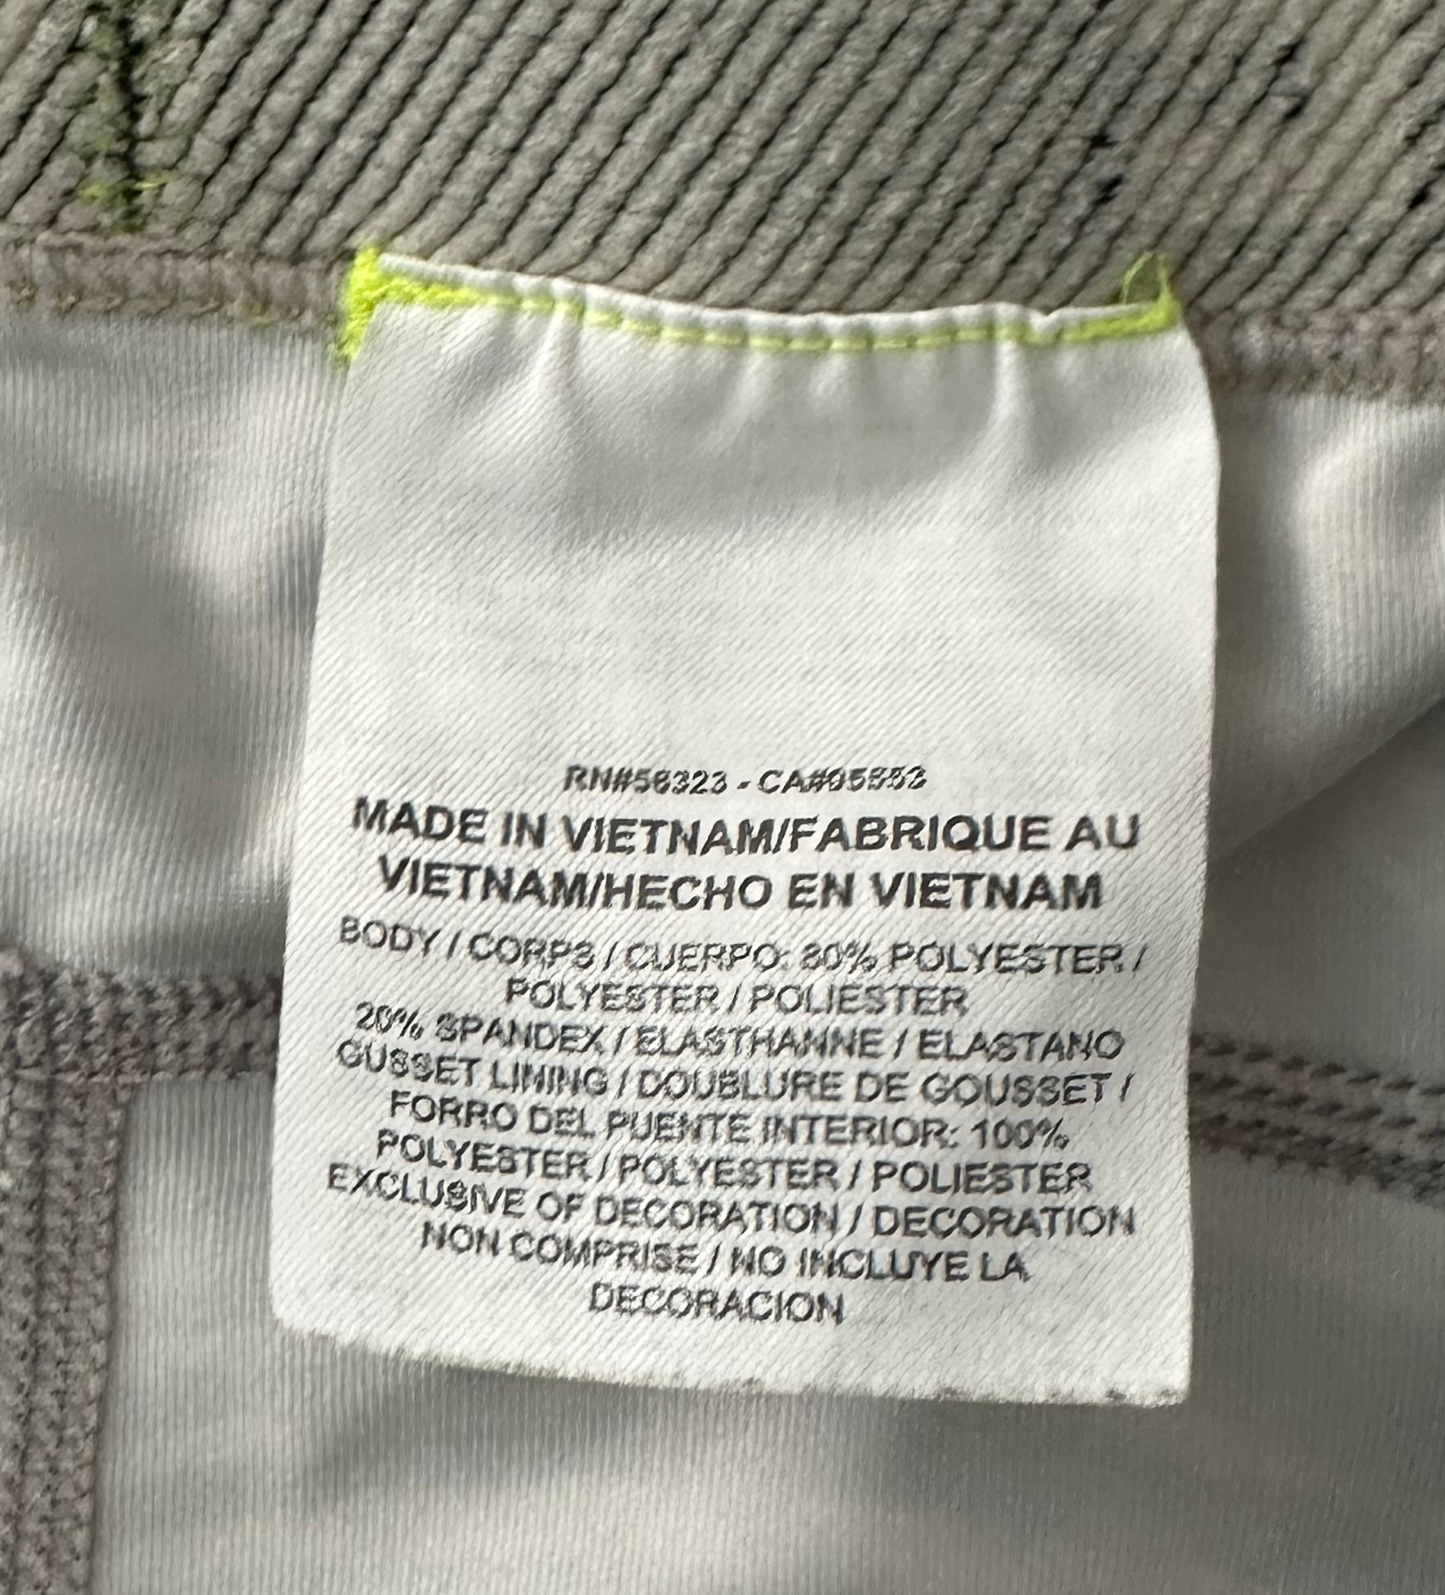 RN#56323 - CA#05553
MADE IN VIETNAM/FABRIQUE AU
VIETNAM/HECHO EN VIETNAM
BODY / CORPS / CUERPO: 80% POLYESTER /
POLYESTER / POLIESTER
20% SPANDEX / ELASTHANNE / ELASTANO
GUSSET LINING / DOUBLURE DE GOUSSET /
FORRO DEL PUENTE INTERIOR: 100%
POLYESTER / POLYESTER / POLIESTER
EXCLUSIVE OF DECORATION / DECORATION
NON COMPRISE / NO INCLUYE LA
DECORACION